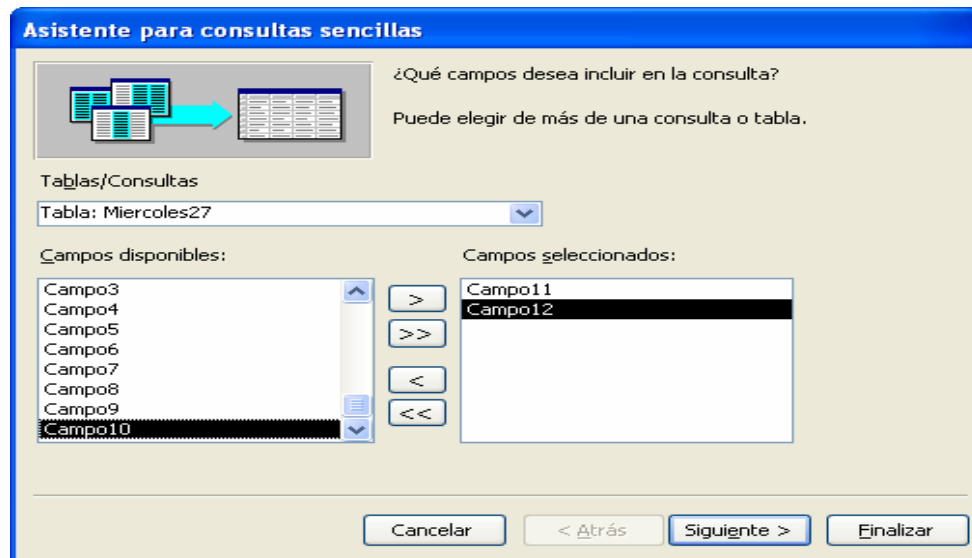 Asistente para consultas sencillas
¿Qué campos desea incluir en la consulta?
Puede elegir de más de una consulta o tabla.
Tablas/Consultas
Tabla: Miercoles27
Campos disponibles:
Campo3
Campo4
Campo5
Campo6
Campo7
Campo8
Campo9
Campo10
>
>>
<
<<
Campos seleccionados:
Campo11
Campo12
Cancelar
< Atrás
Siguiente >
Finalizar